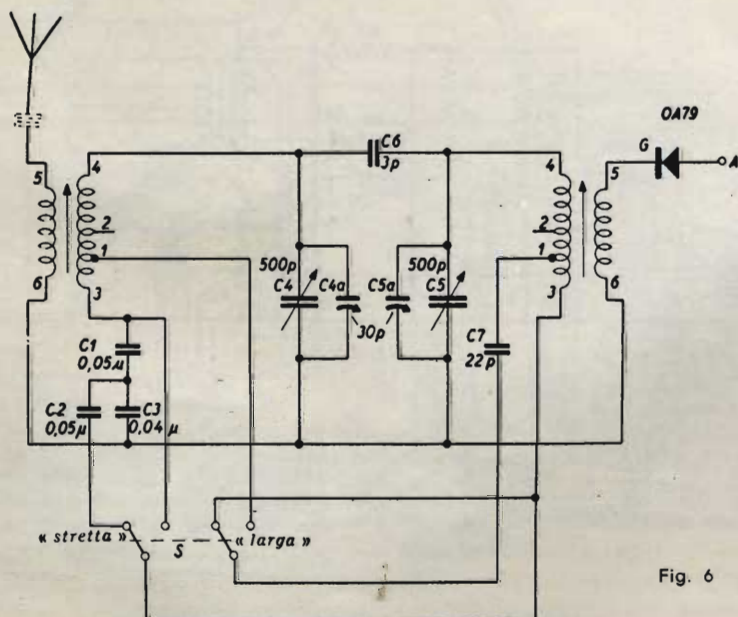 OA79
C6
3p
G
A
5
4
4
5
2
2
1
1
6
3
3
6
500p
C4
C4a
C5a
500p
C5
30p
C7
22p
C1
0,05µ
C2
0,05µ
C3
0,04 µ
« stretta »
S
« larga »
Fig. 6